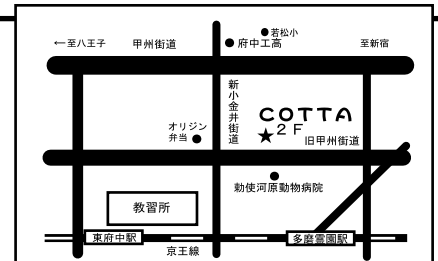 若松小
←至八王子 甲州街道 府中工高 至新宿
新小金井街道
COTTA
2F
オリジン
弁当
旧甲州街道
勅使河原動物病院
教習所
東府中駅 多磨霊園駅
京王線